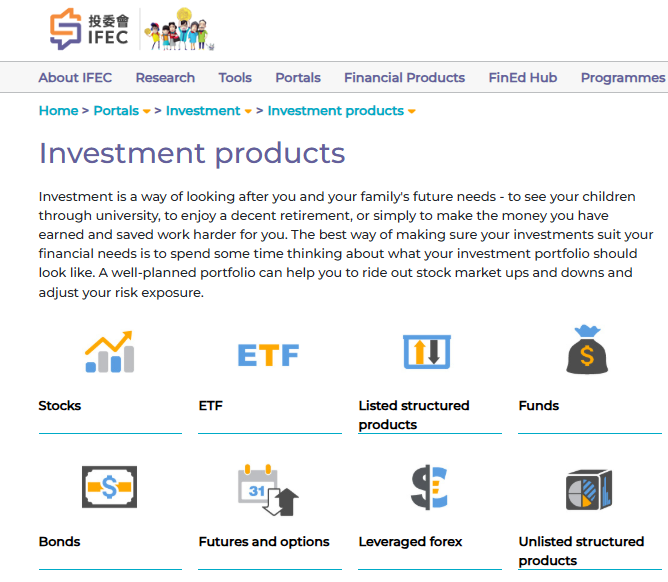 投委會
IFEC
About IFEC Research Tools Portals Financial Products FinEd Hub Programmes
Home > Portals > Investment > Investment products
Investment products
Investment is a way of looking after you and your family's future needs - to see your children
through university, to enjoy a decent retirement, or simply to make the money you have
earned and saved work harder for you. The best way of making sure your investments suit your
financial needs is to spend some time thinking about what your investment portfolio should
look like. A well-planned portfolio can help you to ride out stock market ups and downs and
adjust your risk exposure.
ETF
$
Stocks
ETF
Listed structured
products
Funds
$
31
$£
Bonds
Futures and options
Leveraged forex
Unlisted structured
products